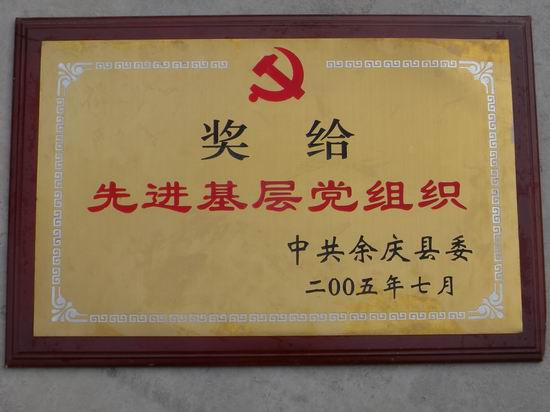 奖给
先进基层党组织
中共余庆县委
二00五年七月